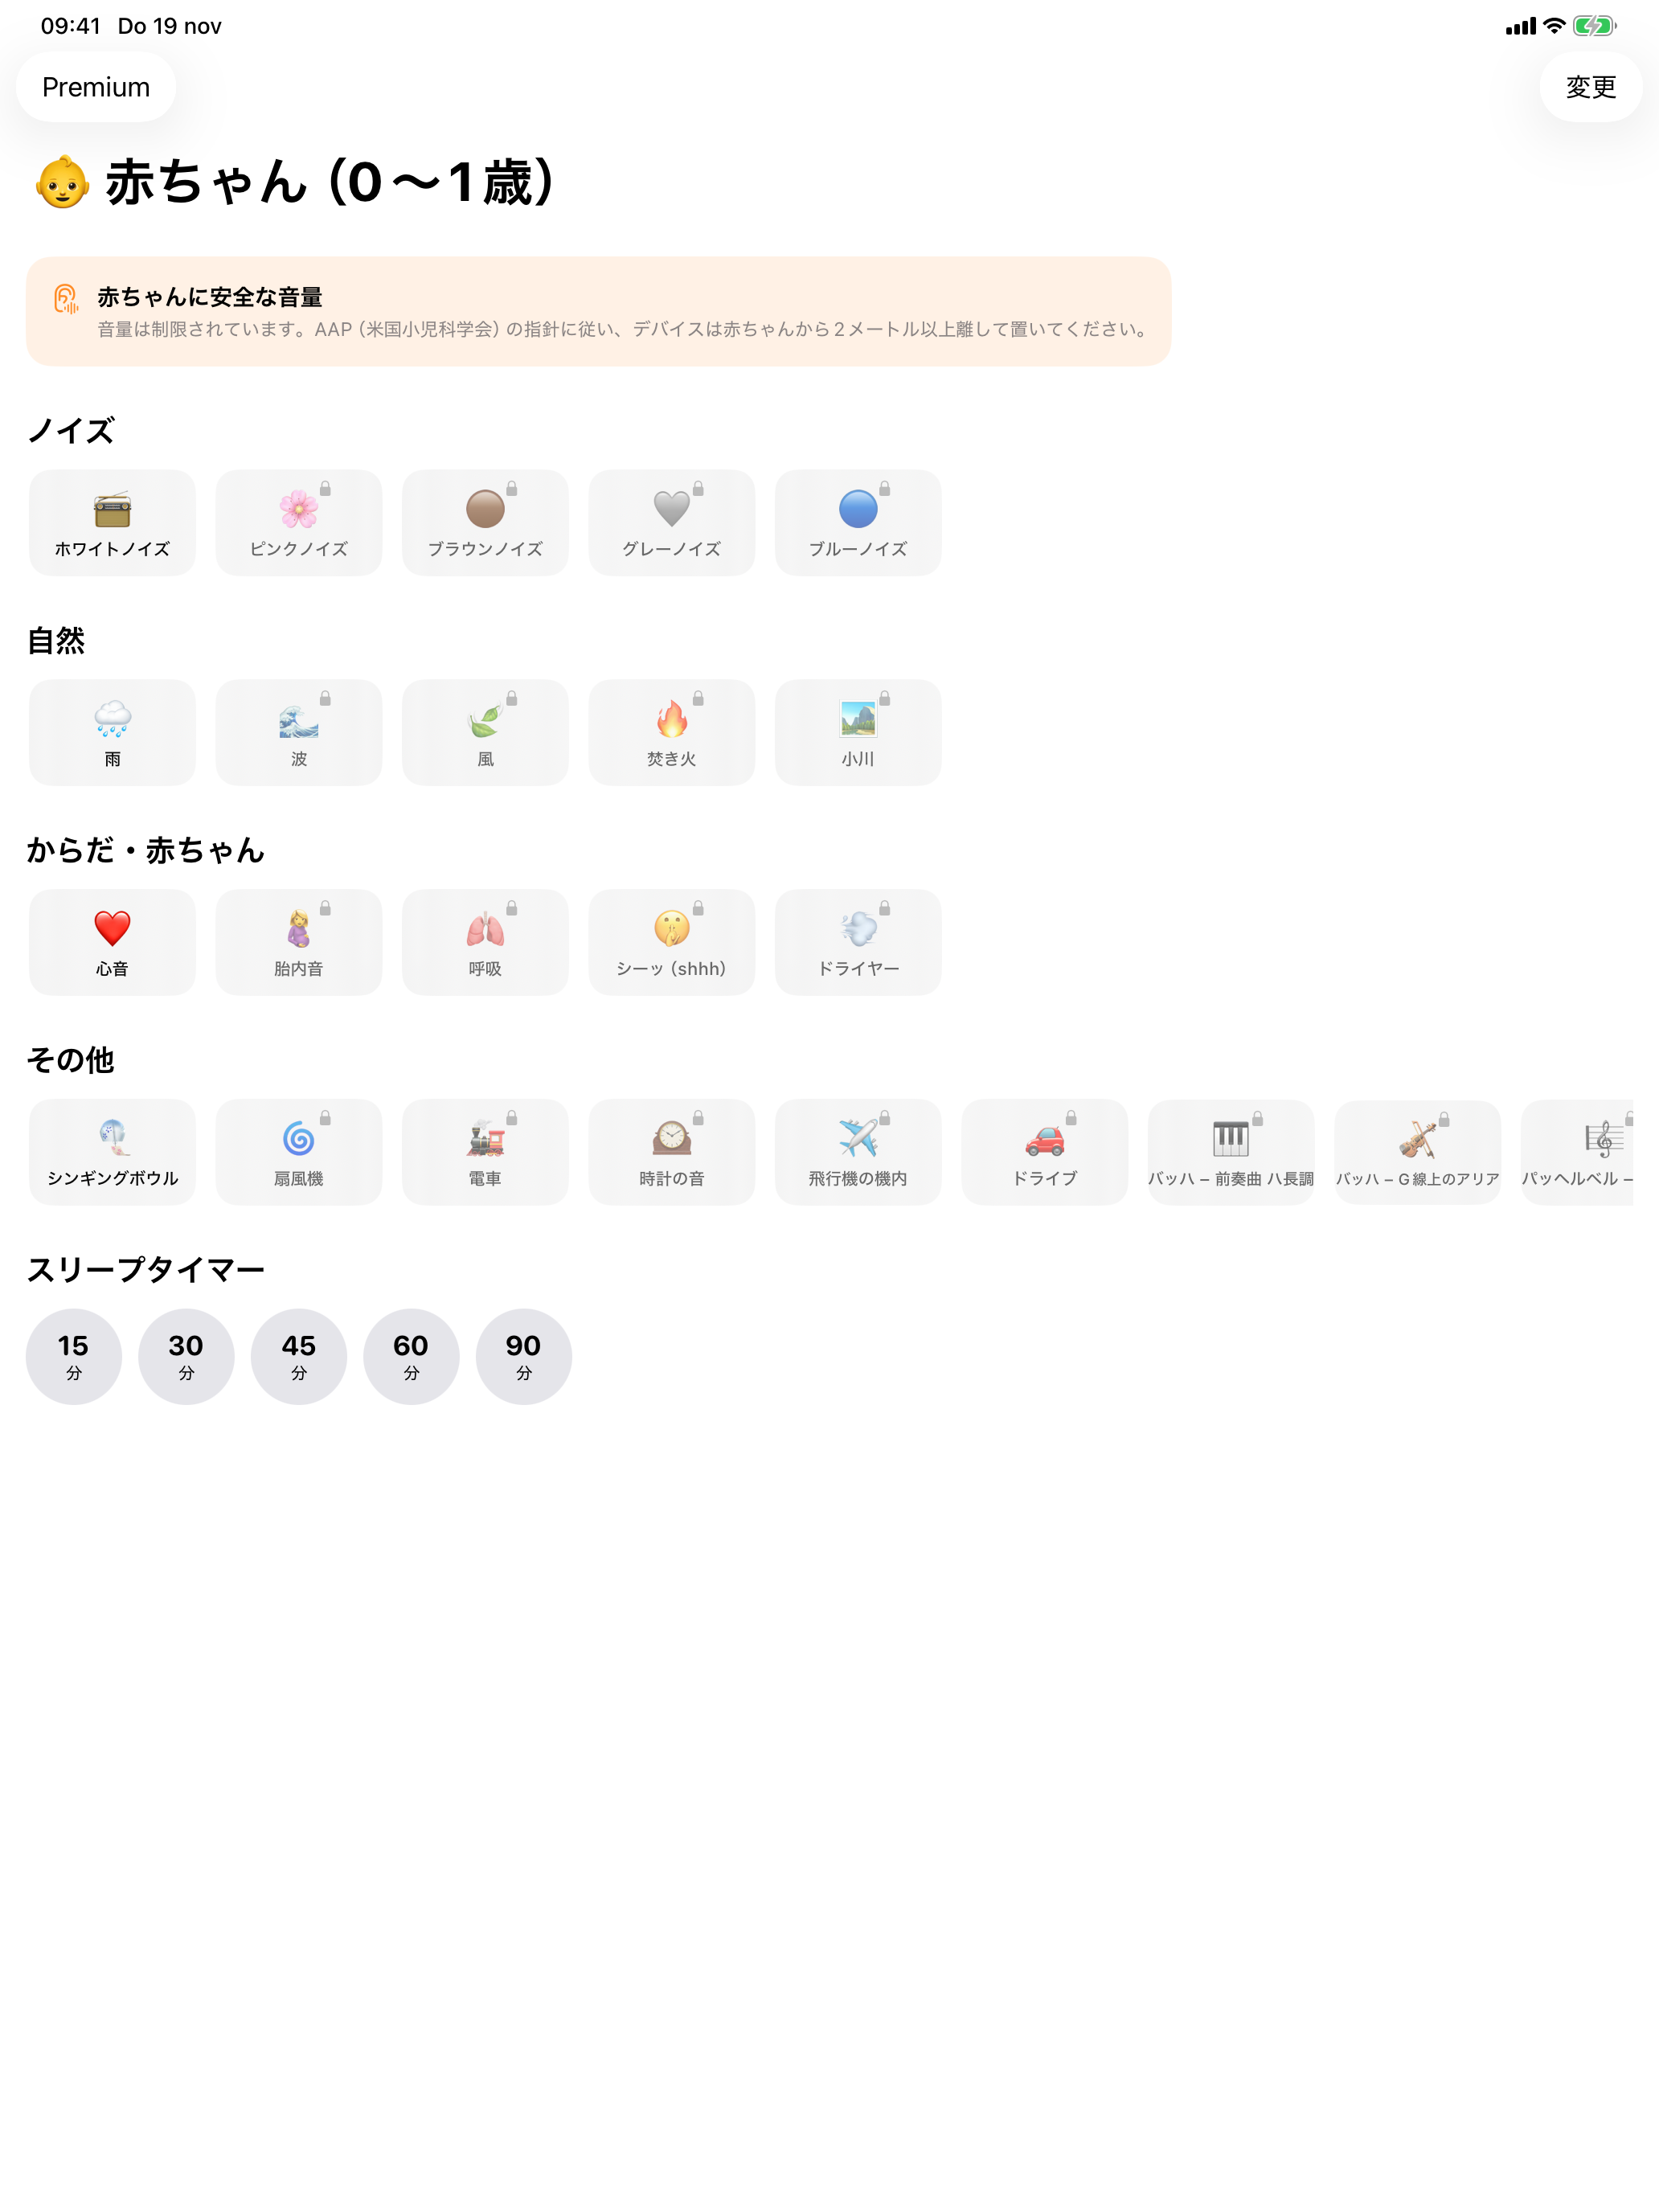 09:41 Do 19 nov
Premium
変更
赤ちゃん（0〜1歳）
赤ちゃんに安全な音量
音量は制限されています。AAP（米国小児科学会）の指針に従い、デバイスは赤ちゃんから2メートル以上離して置いてください。
ノイズ
ホワイトノイズ
ピンクノイズ
ブラウンノイズ
グレーノイズ
ブルーノイズ
自然
雨
波
風
焚き火
小川
からだ・赤ちゃん
心音
胎内音
呼吸
シーッ（shhh）
ドライヤー
その他
シンギングボウル
扇風機
電車
時計の音
飛行機の機内
ドライブ
バッハ – 前奏曲 ハ長調
バッハ – G線上のアリア
パッヘルベル –
スリープタイマー
15
分
30
分
45
分
60
分
90
分